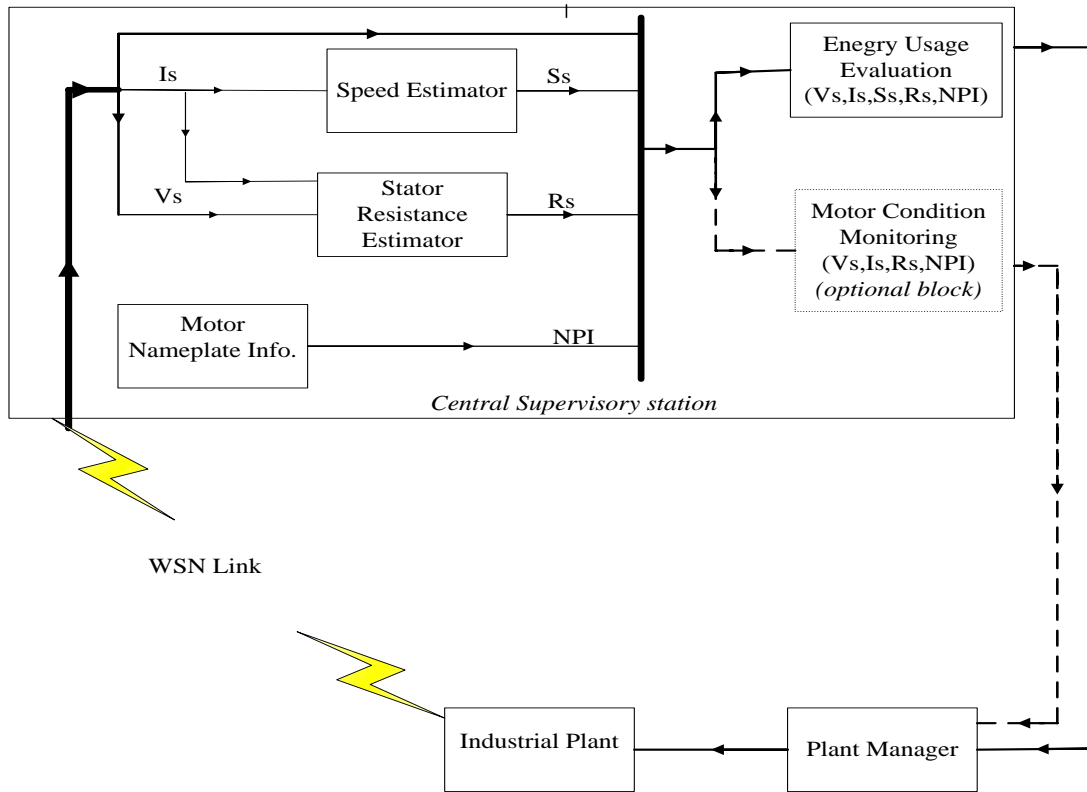 Is
Speed Estimator
Ss
Enegry Usage
Evaluation
(Vs,Is,Ss,Rs,NPI)
Vs
Stator
Resistance
Estimator
Rs
Motor Condition
Monitoring
(Vs,Is,Rs,NPI)
(optional block)
Motor
Nameplate Info.
NPI
Central Supervisory station
WSN Link
Industrial Plant
Plant Manager